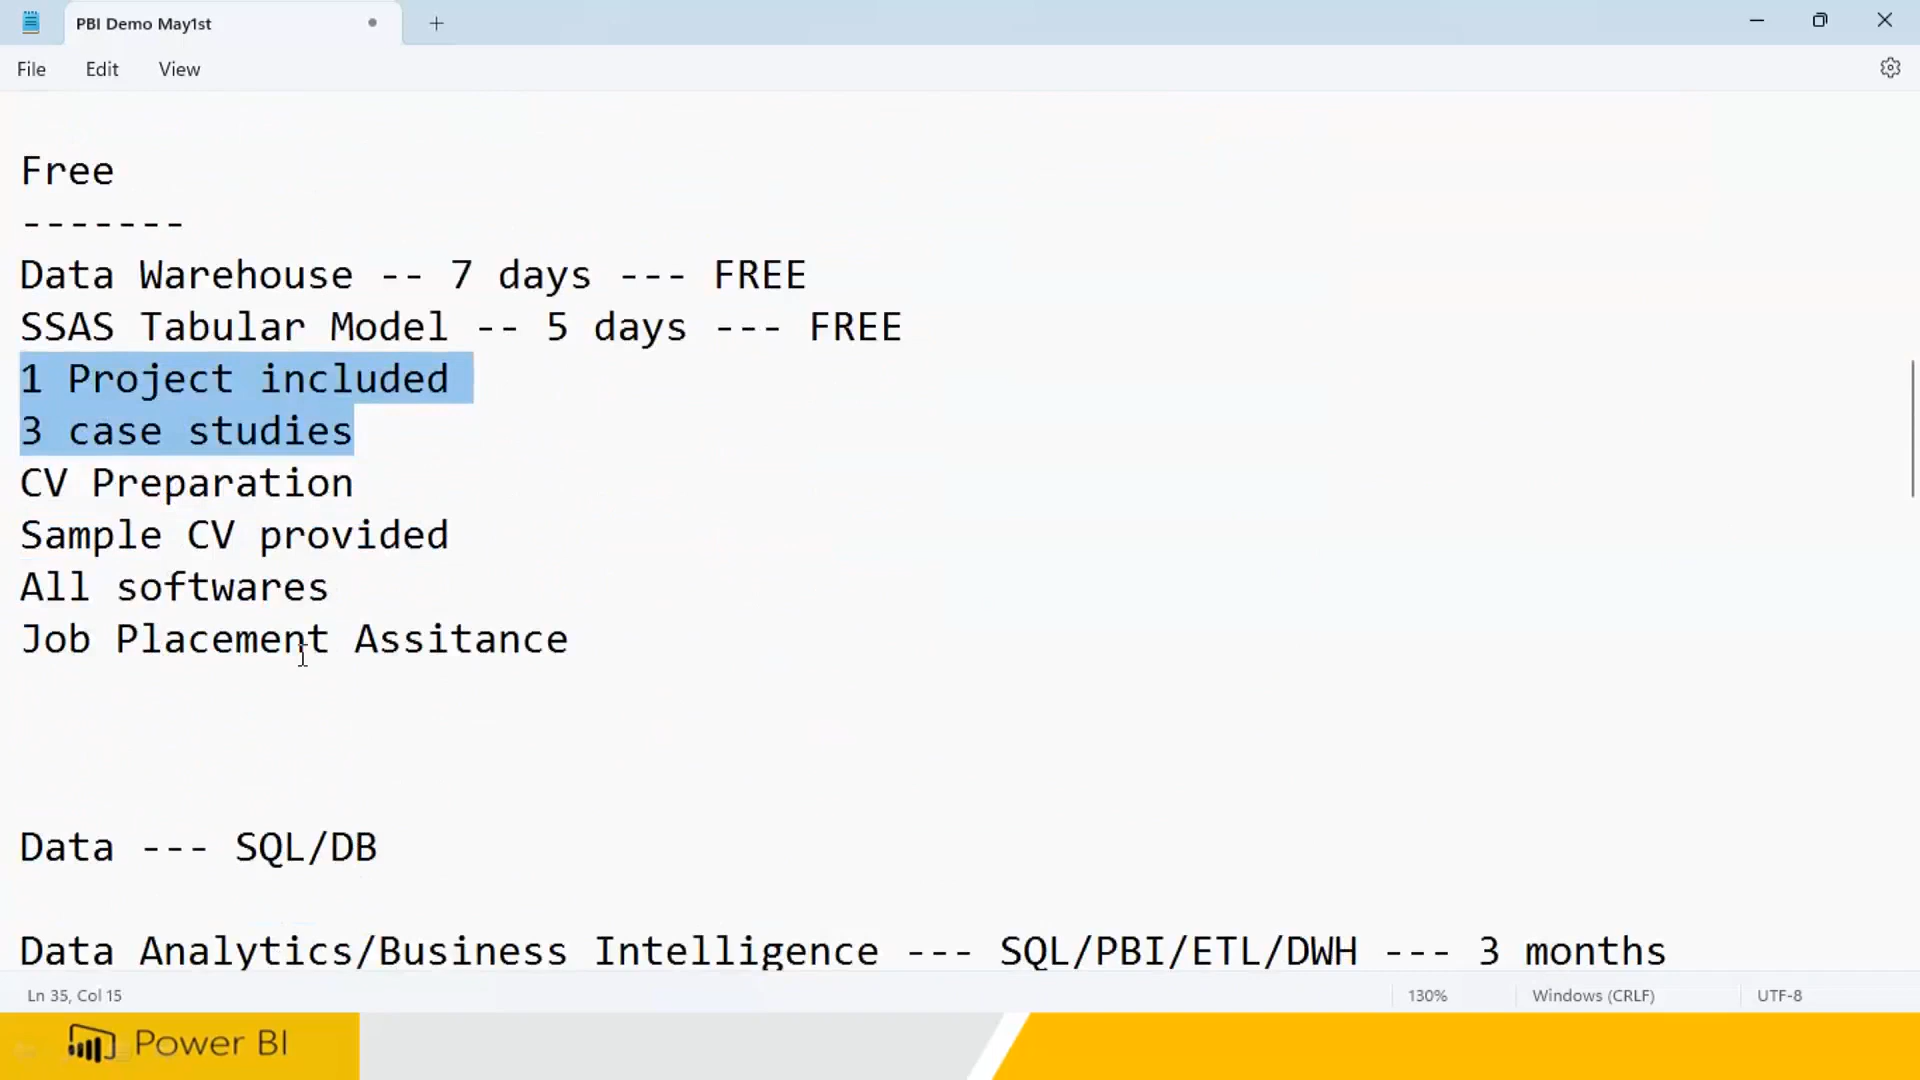 PBI Demo May1st
File Edit View
Free
-------
Data Warehouse -- 7 days --- FREE
SSAS Tabular Model -- 5 days --- FREE
1 Project included
3 case studies
CV Preparation
Sample CV provided
All softwares
Job Placement Assitance
Data --- SQL/DB
Data Analytics/Business Intelligence --- SQL/PBI/ETL/DWH --- 3 months
Ln 35, Col 15 130% Windows (CRLF) UTF-8
Power BI